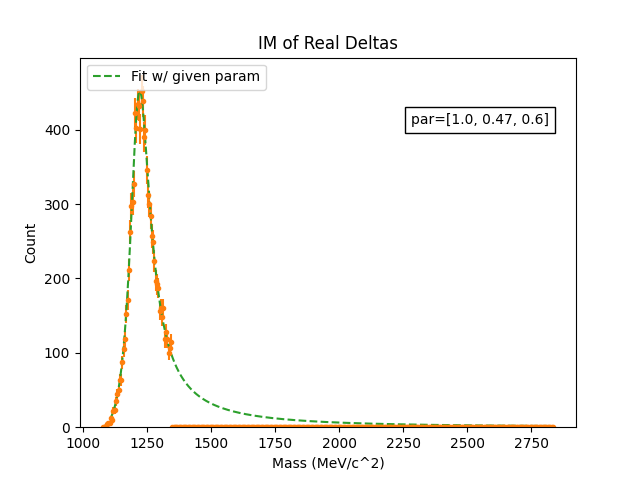 IM of Real Deltas
Fit w/ given param
par=[1.0, 0.47, 0.6]
400
300
200
100
0
Count
1000 1250 1500 1750 2000 2250 2500 2750
Mass (MeV/c^2)